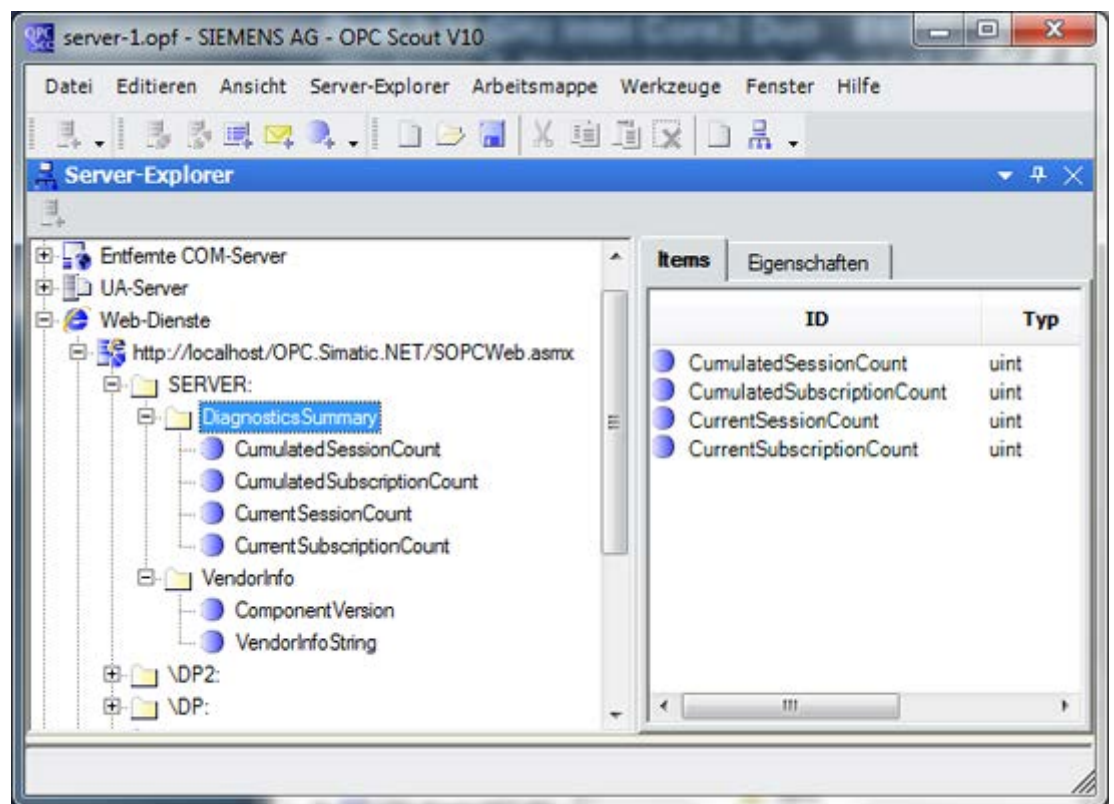 server-1.opf - SIEMENS AG - OPC Scout V10
Datei Editieren Ansicht Server-Explorer Arbeitsmappe Werkzeuge Fenster Hilfe
Server-Explorer
Entfernte COM-Server
UA-Server
Web-Dienste
http://localhost/OPC.Simatic.NET/SOPCWeb.asmx
SERVER:
DiagnosticsSummary
CumulatedSessionCount
CumulatedSubscriptionCount
CurrentSessionCount
CurrentSubscriptionCount
VendorInfo
ComponentVersion
VendorInfoString
\DP2:
\DP:
Items Eigenschaften
ID Typ
CumulatedSessionCount uint
CumulatedSubscriptionCount uint
CurrentSessionCount uint
CurrentSubscriptionCount uint